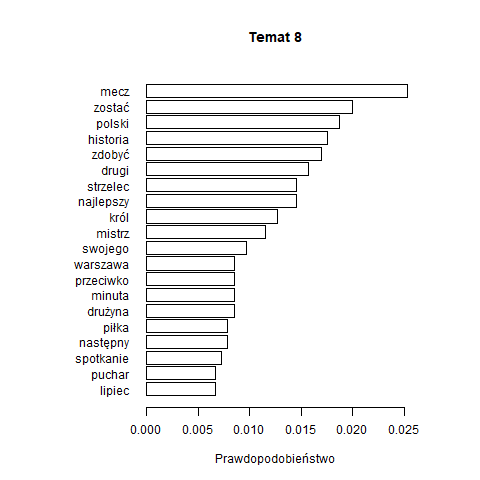 Temat 8
mecz
zostać
polski
historia
zdobyć
drugi
strzelec
najlepszy
król
mistrz
swojego
warszawa
przeciwko
minuta
drużyna
piłka
następny
spotkanie
puchar
lipiec
0.000 0.005 0.010 0.015 0.020 0.025
Prawdopodobieństwo